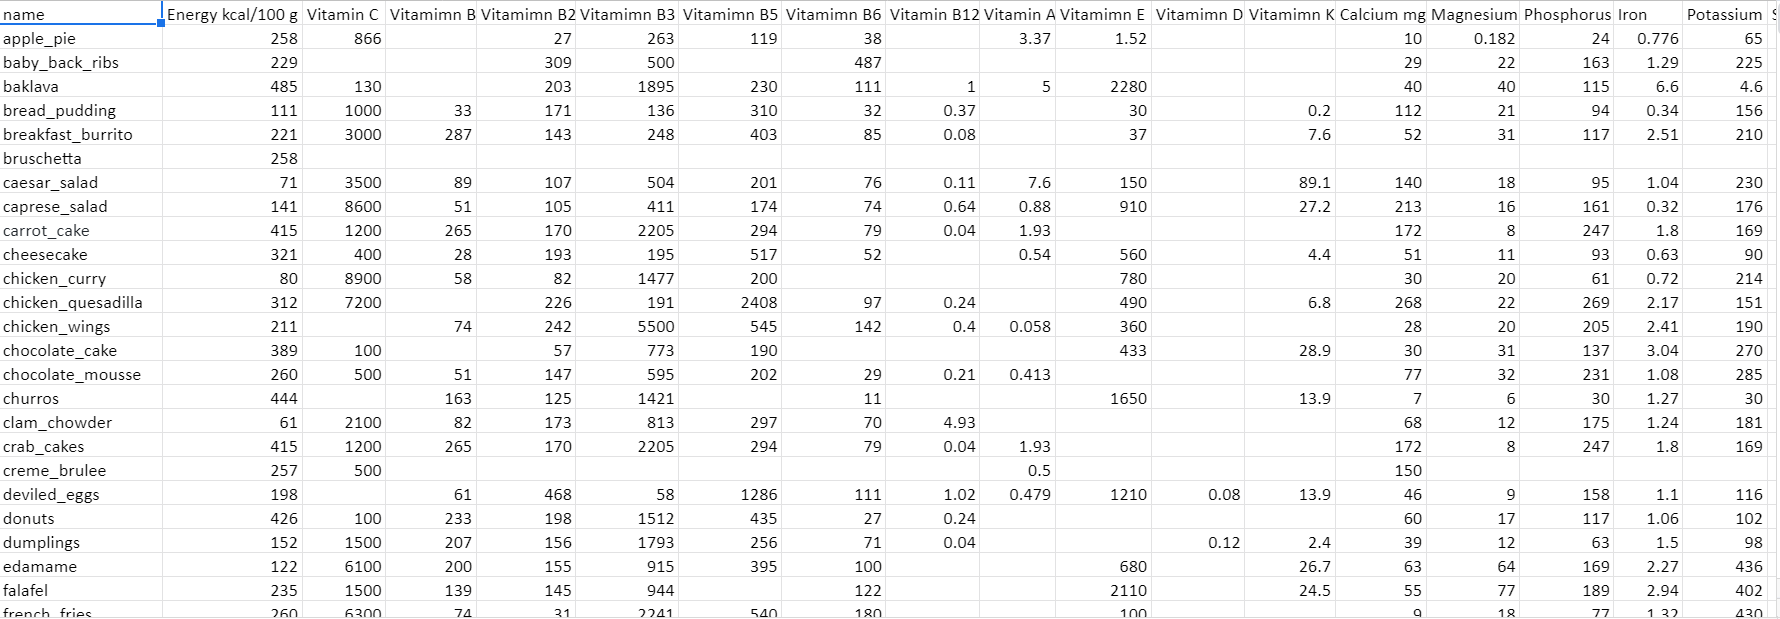 name Energy kcal/100 g Vitamin C Vitamimn B Vitamimn B2 Vitamimn B3 Vitamimn B5 Vitamimn B6 Vitamin B12 Vitamin A Vitamimn E Vitamimn D Vitamimn K Calcium mg Magnesium Phosphorus Iron Potassium
apple_pie 258 866 27 263 119 38 3.37 1.52 10 0.182 24 0.776 65
baby_back_ribs 229 309 500 487 29 22 163 1.29 225
baklava 485 130 203 1895 230 111 1 5 2280 40 40 115 6.6 4.6
bread_pudding 111 1000 33 171 136 310 32 0.37 30 0.2 112 21 94 0.34 156
breakfast_burrito 221 3000 287 143 248 403 85 0.08 37 7.6 52 31 117 2.51 210
bruschetta 258
caesar_salad 71 3500 89 107 504 201 76 0.11 7.6 150 89.1 140 18 95 1.04 230
caprese_salad 141 8600 51 105 411 174 74 0.64 0.88 910 27.2 213 16 161 0.32 176
carrot_cake 415 1200 265 170 2205 294 79 0.04 1.93 172 8 247 1.8 169
cheesecake 321 400 28 193 195 517 52 0.54 560 4.4 51 11 93 0.63 90
chicken_curry 80 8900 58 82 1477 200 780 30 20 61 0.72 214
chicken_quesadilla 312 7200 226 191 2408 97 0.24 490 6.8 268 22 269 2.17 151
chicken_wings 211 74 242 5500 545 142 0.4 0.058 360 28 20 205 2.41 190
chocolate_cake 389 100 57 773 190 433 28.9 30 31 137 3.04 270
chocolate_mousse 260 500 51 147 595 202 29 0.21 0.413 77 32 231 1.08 285
churros 444 163 125 1421 11 1650 13.9 7 6 30 1.27 30
clam_chowder 61 2100 82 173 813 297 70 4.93 68 12 175 1.24 181
crab_cakes 415 1200 265 170 2205 294 79 0.04 1.93 172 8 247 1.8 169
creme_brulee 257 500 0.5 150
deviled_eggs 198 61 468 58 1286 111 1.02 0.479 1210 0.08 13.9 46 9 158 1.1 116
donuts 426 100 233 198 1512 435 27 0.24 60 17 117 1.06 102
dumplings 152 1500 207 156 1793 256 71 0.04 0.12 2.4 39 12 63 1.5 98
edamame 122 6100 200 155 915 395 100 680 26.7 63 64 169 2.27 436
falafel 235 1500 139 145 944 122 2110 24.5 55 77 189 2.94 402
french_fries 260 6300 74 31 2241 540 180 100 9 18 77 1.32 430